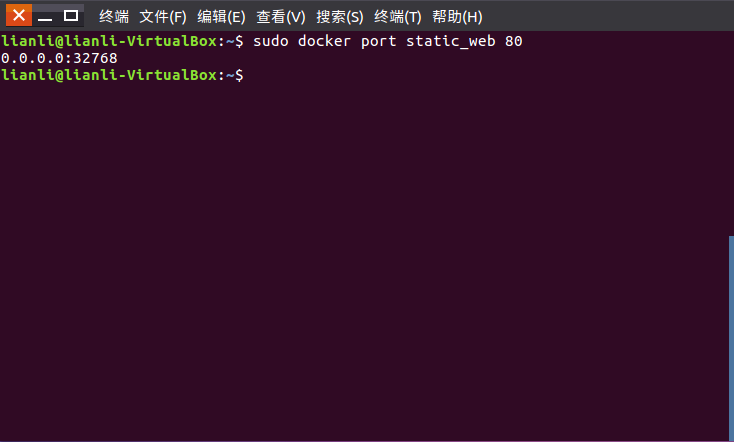 终端 文件(F) 编辑(E) 查看(V) 搜索(S) 终端(T) 帮助(H)
lianli@lianli-VirtualBox:~$ sudo docker port static_web 80
0.0.0.0:32768
lianli@lianli-VirtualBox:~$